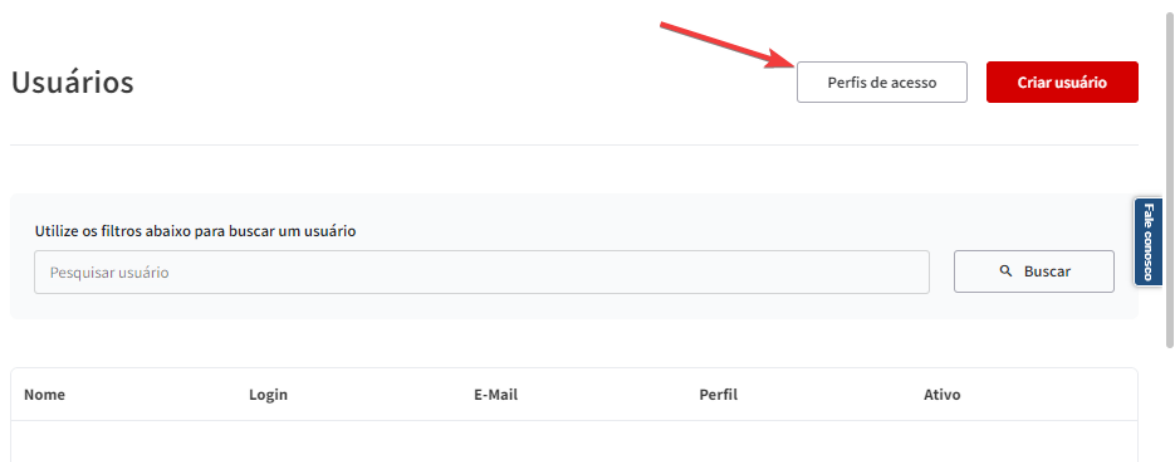 Usuários
Perfis de acesso
Criar usuário
Utilize os filtros abaixo para buscar um usuário
Pesquisar usuário
Buscar
Fale conosco
Nome Login E-Mail Perfil Ativo